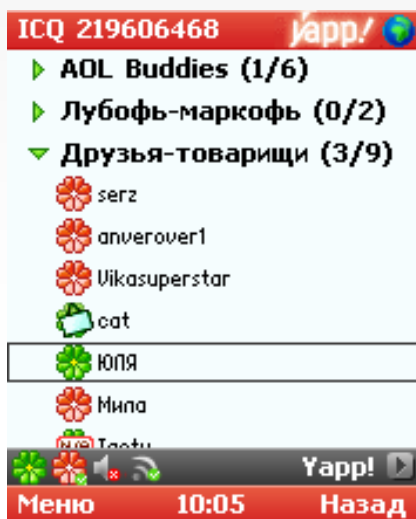 ICQ 219606468 yapp!
AOL Buddies (1/6)
Лубофь-маркофь (0/2)
Друзья-товарищи (3/9)
serz
anverover1
Vikasuperstar
cat
ЮЛЯ
Мила
Yapp!
Меню 10:05 Назад